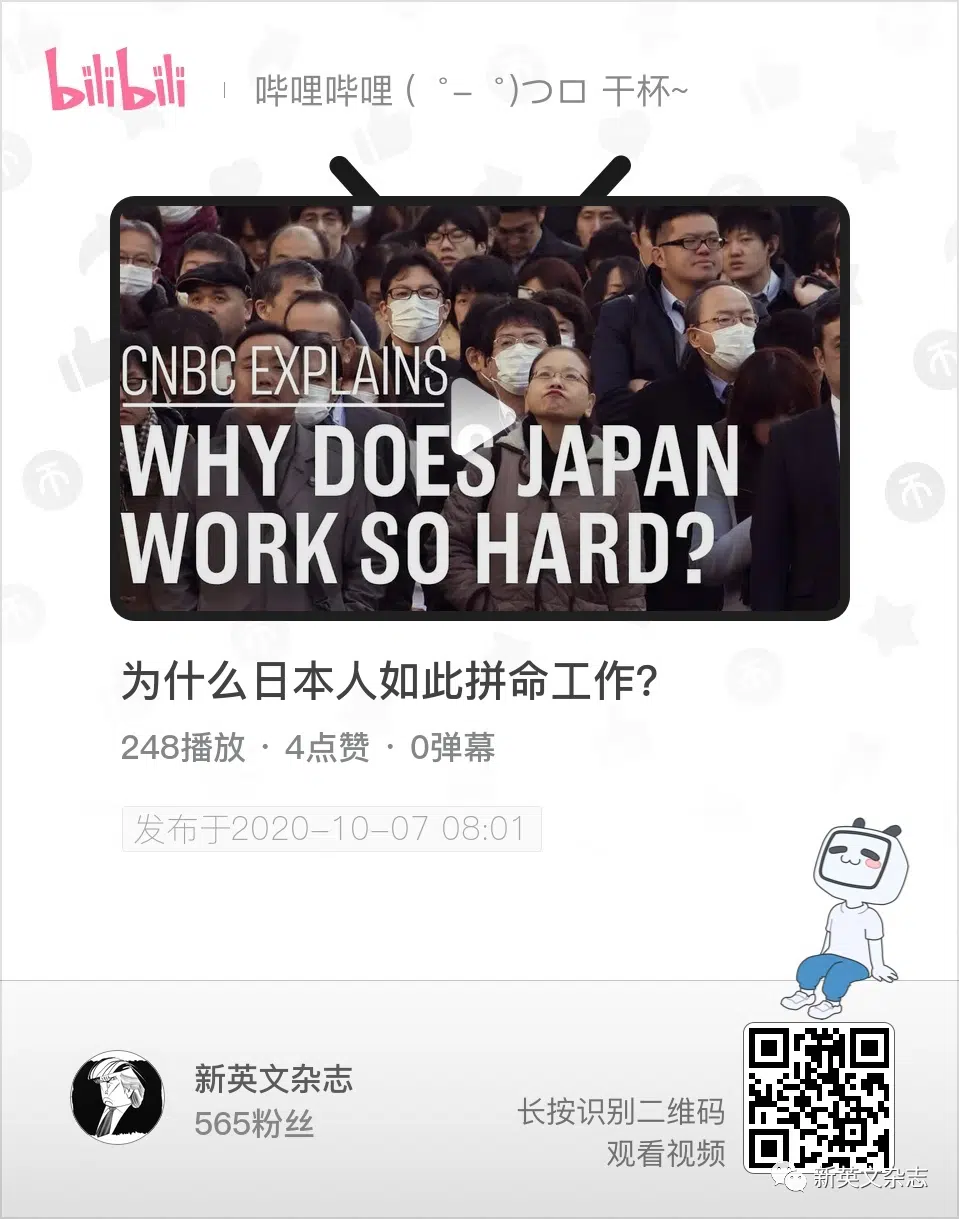 bilibili
哔哩哔哩 ( ゜- ゜)つロ 干杯~
CNBC EXPLAINS
WHY DOES JAPAN
WORK SO HARD?
为什么日本人如此拼命工作?
248播放 · 4点赞 · 0弹幕
发布于2020-10-07 08:01
新英文杂志
565粉丝
长按识别二维码
观看视频
新英文杂志